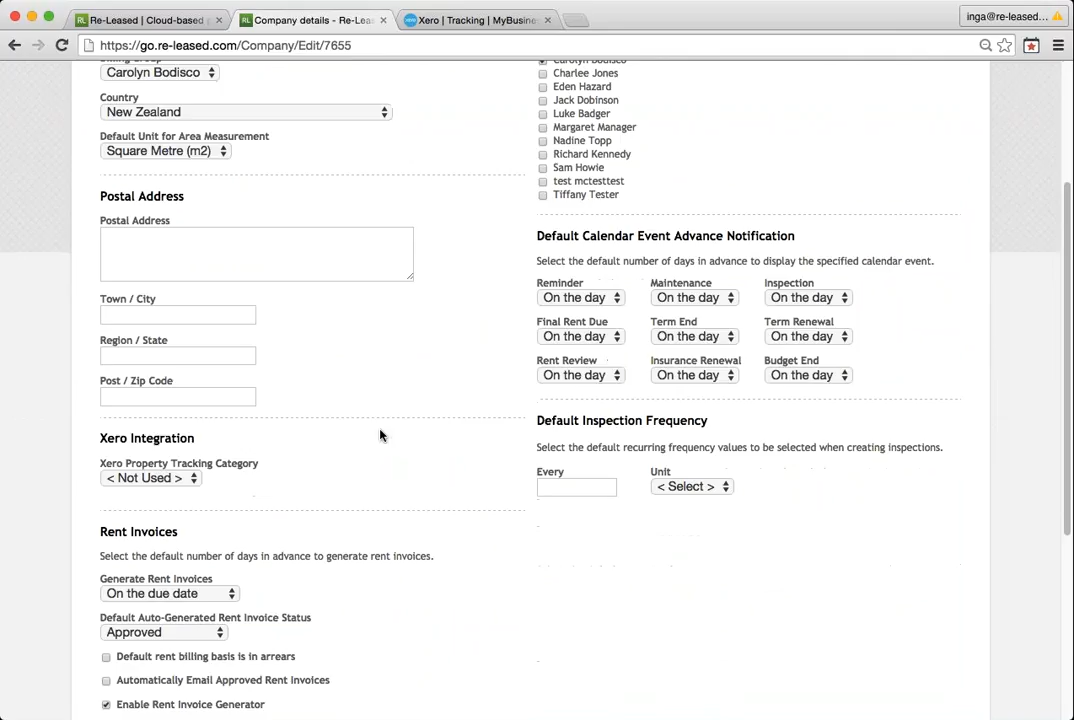 Re-Leased | Cloud-based p
Company details - Re-Leas
Xero | Tracking | MyBusine
inga@re-leased....
https://go.re-leased.com/Company/Edit/7655
Carolyn Bodisco
Country
New Zealand
Default Unit for Area Measurement
Square Metre (m2)
Postal Address
Postal Address
Town / City
Region / State
Post / Zip Code
Xero Integration
Xero Property Tracking Category
< Not Used >
Rent Invoices
Select the default number of days in advance to generate rent invoices.
Generate Rent Invoices
On the due date
Default Auto-Generated Rent Invoice Status
Approved
Default rent billing basis is in arrears
Automatically Email Approved Rent Invoices
Enable Rent Invoice Generator
Carolyn Bodisco
Charlee Jones
Eden Hazard
Jack Dobinson
Luke Badger
Margaret Manager
Nadine Topp
Richard Kennedy
Sam Howie
test mctesttest
Tiffany Tester
Default Calendar Event Advance Notification
Select the default number of days in advance to display the specified calendar event.
Reminder Maintenance Inspection
On the day On the day On the day
Final Rent Due Term End Term Renewal
On the day On the day On the day
Rent Review Insurance Renewal Budget End
On the day On the day On the day
Default Inspection Frequency
Select the default recurring frequency values to be selected when creating inspections.
Every Unit
< Select >